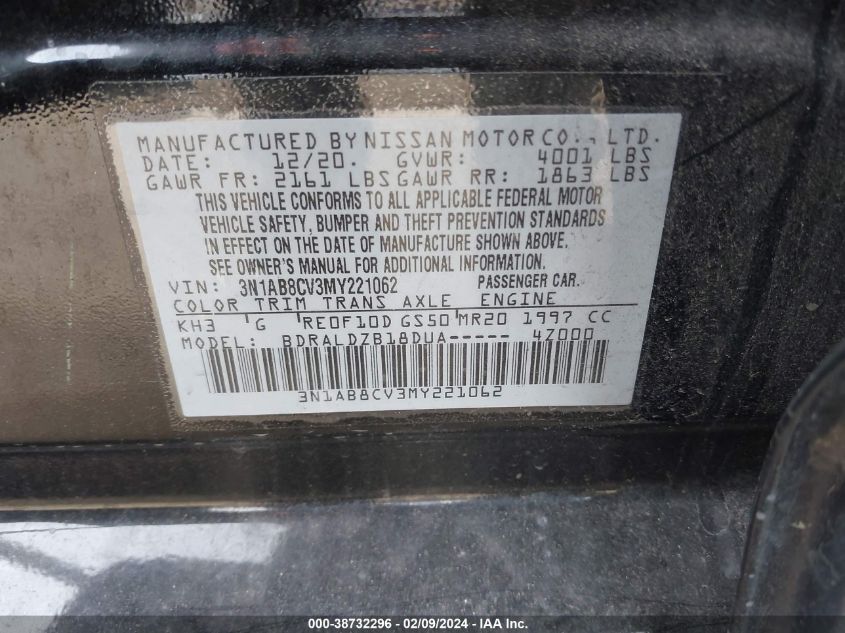 MANUFACTURED BY NISSAN MOTOR CO., LTD.
DATE: 12/20. GVWR: 4001 LBS
GAWR FR: 2161 LBS GAWR RR: 1863 LBS
THIS VEHICLE CONFORMS TO ALL APPLICABLE FEDERAL MOTOR
VEHICLE SAFETY, BUMPER AND THEFT PREVENTION STANDARDS
IN EFFECT ON THE DATE OF MANUFACTURE SHOWN ABOVE.
SEE OWNER'S MANUAL FOR ADDITIONAL INFORMATION.
VIN: 3N1AB8CV3MY221062 PASSENGER CAR.
COLOR TRIM TRANS AXLE ENGINE
KH3 G RE0F10D GS50 MR20 1997 CC
MODEL: BDRALDZB18DUA----- 4Z000
3N1AB8CV3MY221062
000-38732296 - 02/09/2024 - IAA Inc.